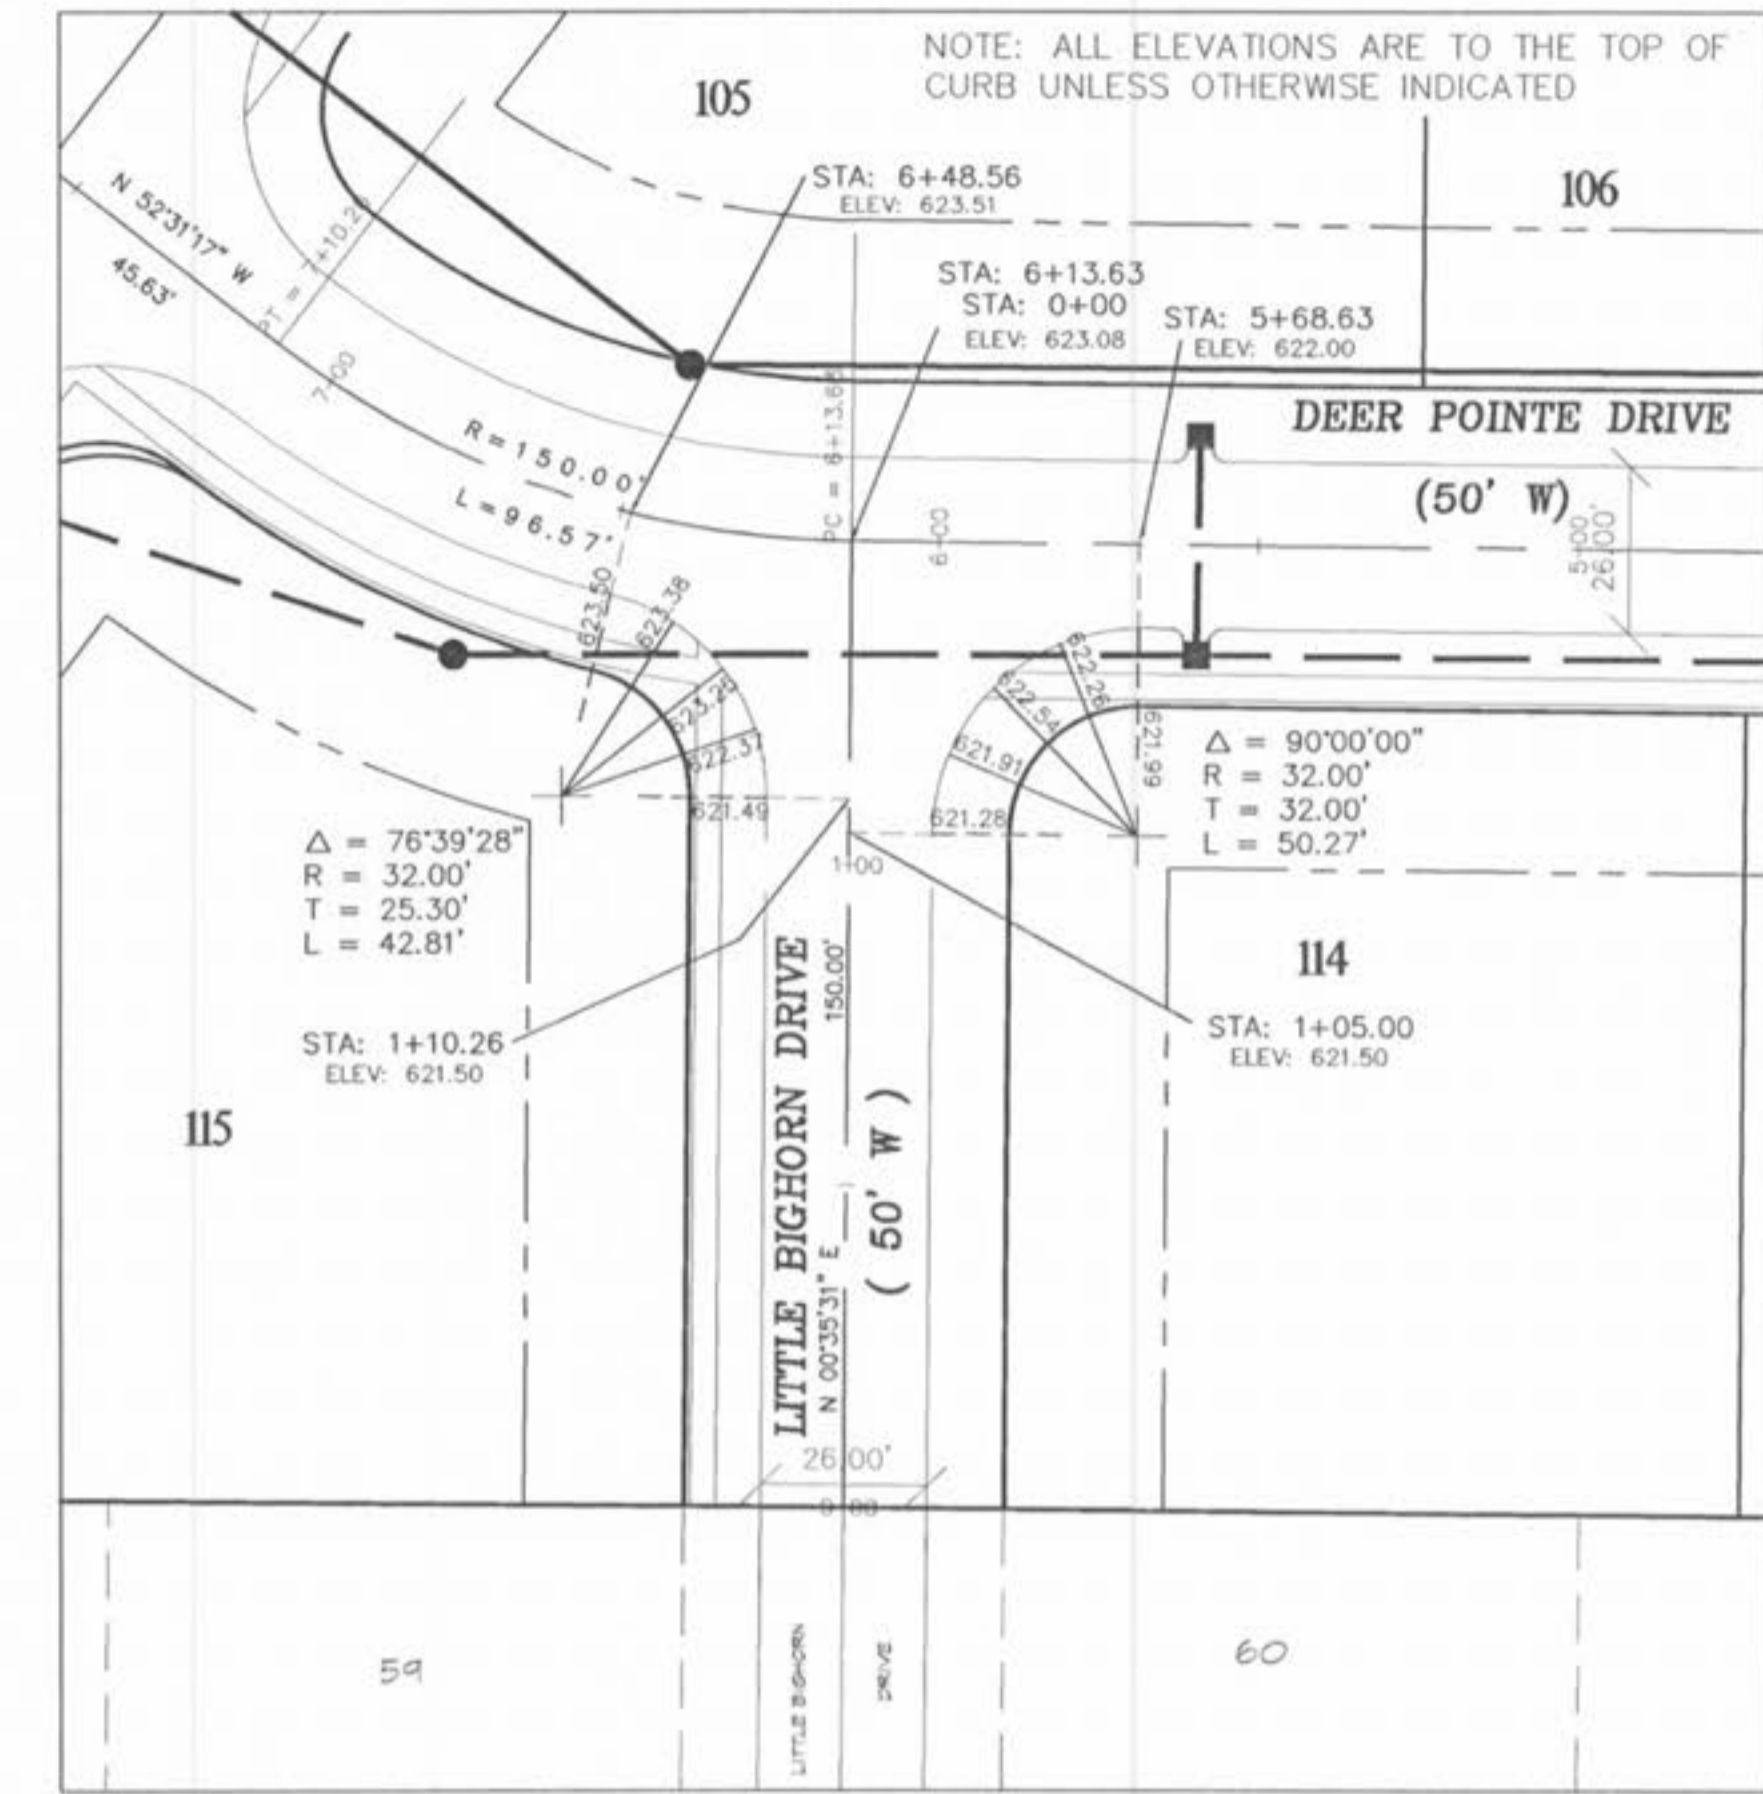 NOTE: ALL ELEVATIONS ARE TO THE TOP OF
CURB UNLESS OTHERWISE INDICATED
105
106
STA: 6+48.56
ELEV: 623.51
STA: 6+13.63
STA: 0+00
ELEV: 623.08
STA: 5+68.63
ELEV: 622.00
N 52°31'17" W
45.63'
PT = 7+10.2
7+00
R = 150.00'
L = 96.57'
PC = 6+13.63
6+00
DEER POINTE DRIVE
(50' W)
5+00
26.00'
623.50
623.38
623.26
622.37
621.49
622.26
622.54
621.91
621.28
621.99
Δ = 90°00'00"
R = 32.00'
T = 32.00'
L = 50.27'
Δ = 76°39'28"
R = 32.00'
T = 25.30'
L = 42.81'
1+00
114
STA: 1+10.26
ELEV: 621.50
STA: 1+05.00
ELEV: 621.50
115
LITTLE BIGHORN DRIVE
150.00'
N 00°35'31" E
( 50' W )
26.00'
0+00
59
LITTLE BIGHORN
DRIVE
60